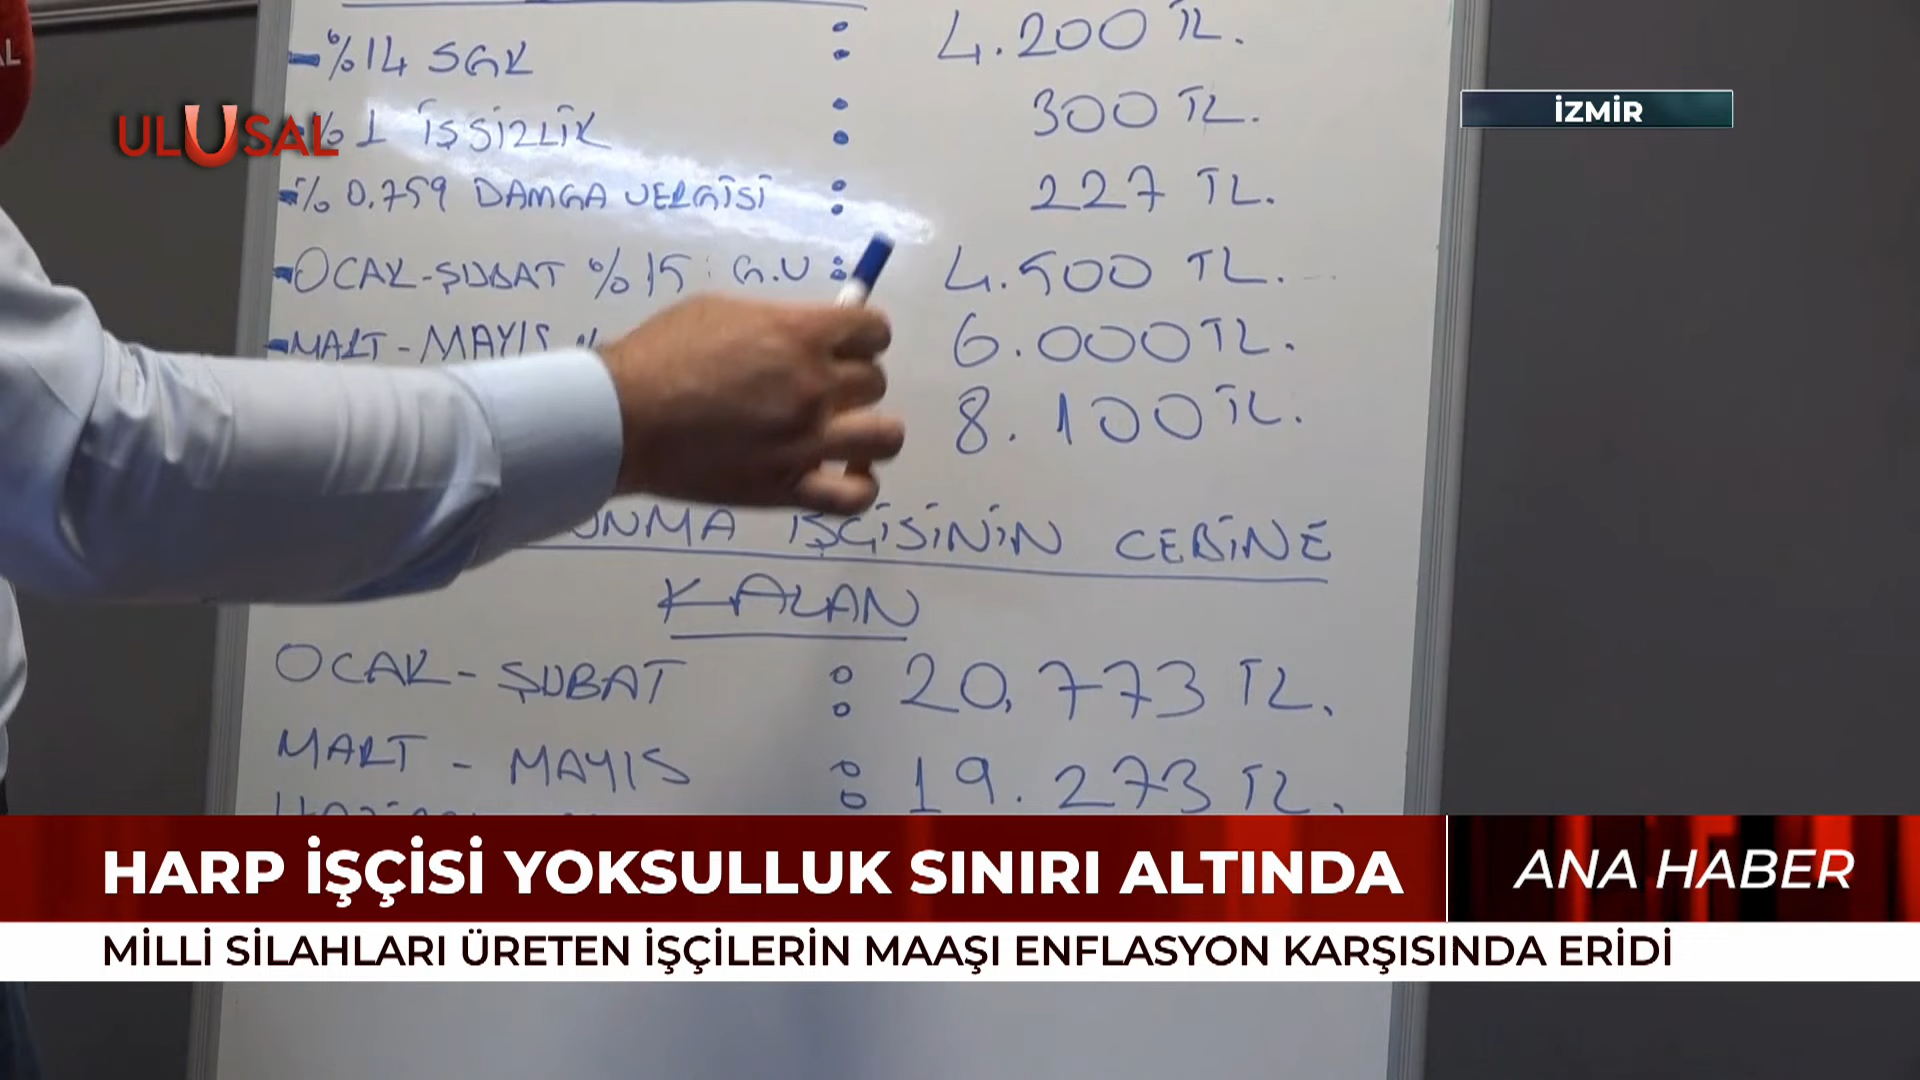 - %14 SGK : 4.200 TL.
- % 1 İŞSİZLİK : 300 TL.
- % 0.759 DAMGA VERGİSİ : 227 TL.
- OCAK-ŞUBAT %15 G.V : 4.500 TL.
- MART - MAYIS % 6.000 TL.
8.100 TL.
İŞÇİSİNİN CEBİNE
KALAN
OCAK - ŞUBAT : 20,773 TL.
MART - MAYIS : 19.273 TL.
ULUSAL
İZMİR
HARP İŞÇİSİ YOKSULLUK SINIRI ALTINDA
ANA HABER
MİLLİ SİLAHLARI ÜRETEN İŞÇİLERİN MAAŞI ENFLASYON KARŞISINDA ERİDİ